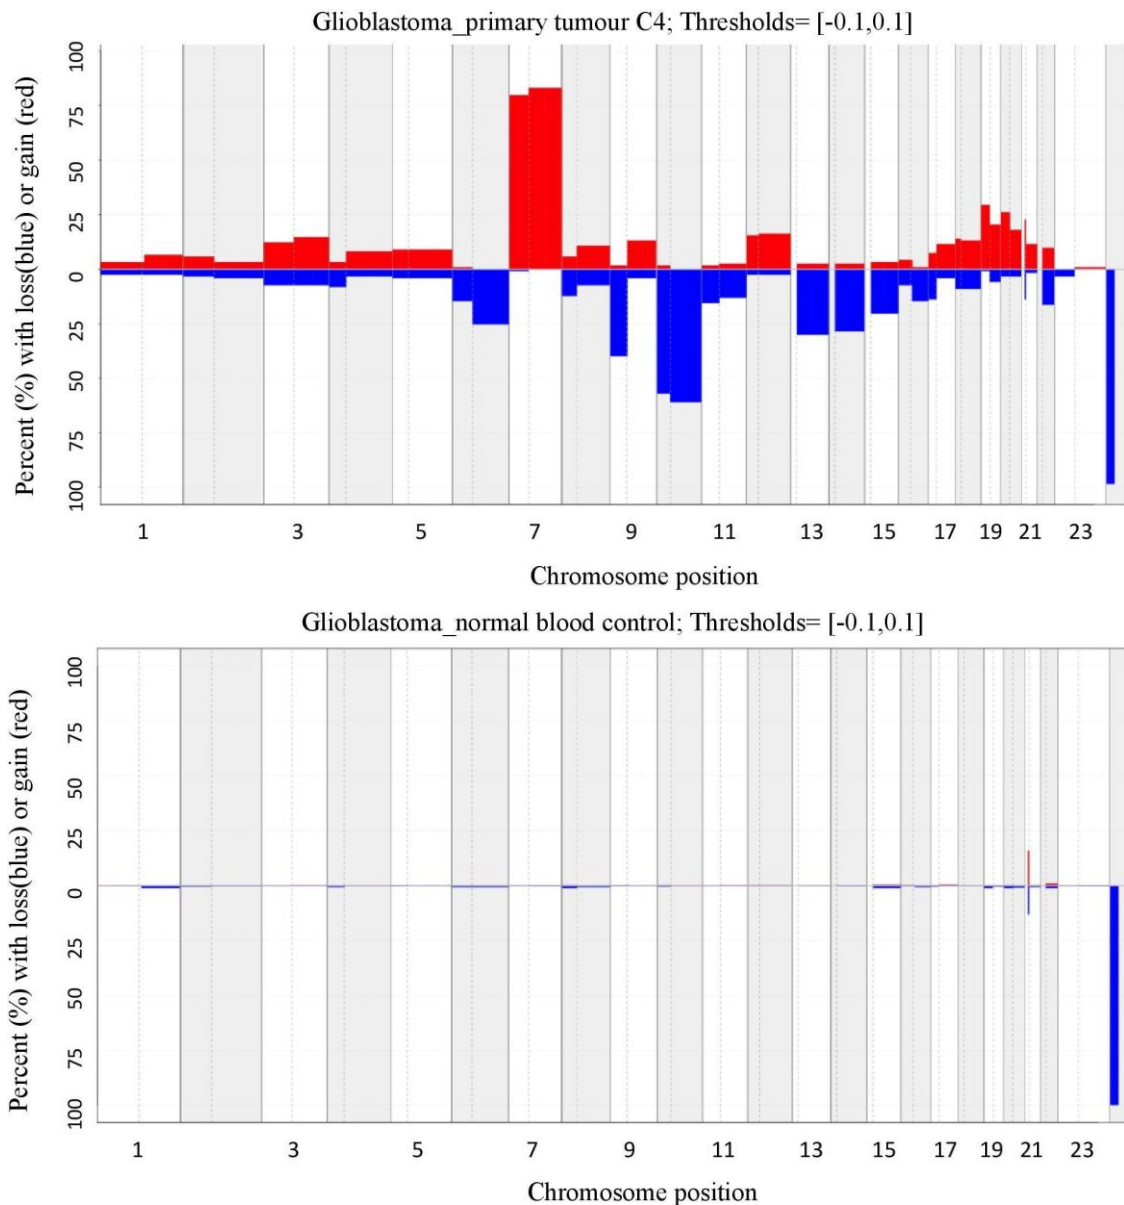 Glioblastoma_primary tumour C4; Thresholds= [-0.1,0.1]
Percent (%) with loss(blue) or gain (red)
100
75
50
25
0
25
50
75
100
1 3 5 7 9 11 13 15 17 19 21 23
Chromosome position
Glioblastoma_normal blood control; Thresholds= [-0.1,0.1]
Percent (%) with loss(blue) or gain (red)
100
75
50
25
0
25
50
75
100
1 3 5 7 9 11 13 15 17 19 21 23
Chromosome position